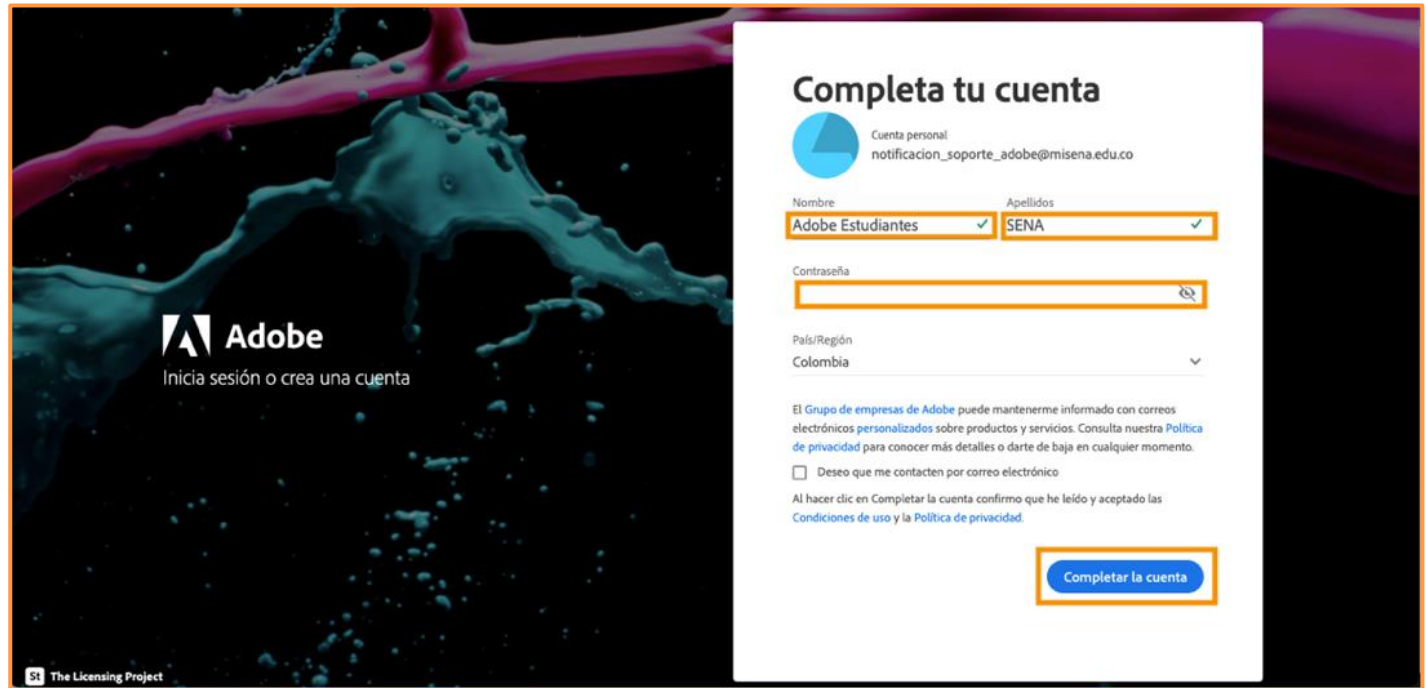 Completa tu cuenta
Cuenta personal
notificacion_soporte_adobe@misena.edu.co
Nombre
Apellidos
Adobe Estudiantes
SENA
Contraseña
País/Región
Colombia
El Grupo de empresas de Adobe puede mantenerme informado con correos
electrónicos personalizados sobre productos y servicios. Consulta nuestra Política
de privacidad para conocer más detalles o darte de baja en cualquier momento.
Deseo que me contacten por correo electrónico
Al hacer clic en Completar la cuenta confirmo que he leído y aceptado las
Condiciones de uso y la Política de privacidad.
Completar la cuenta
Adobe
Inicia sesión o crea una cuenta
St The Licensing Project